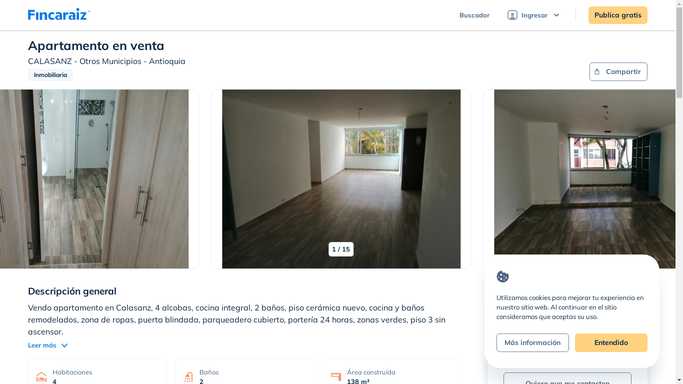 Fincaraiz
Buscador
Ingresar
Publica gratis
Apartamento en venta
CALASANZ - Otros Municipios - Antioquia
Inmobiliaria
Compartir
1 / 15
Descripción general
Vendo apartamento en Calasanz, 4 alcobas, cocina integral, 2 baños, piso cerámica nuevo, cocina y baños
remodelados, zona de ropas, puerta blindada, parqueadero cubierto, portería 24 horas, zonas verdes, piso 3 sin
ascensor.
Leer más
Habitaciones
4
Baños
2
Área construida
138 m²
Utilizamos cookies para mejorar tu experiencia en
nuestro sitio web. Al continuar en el sitio
consideramos que aceptas su uso.
Más información
Entendido
Quiero que me contacten